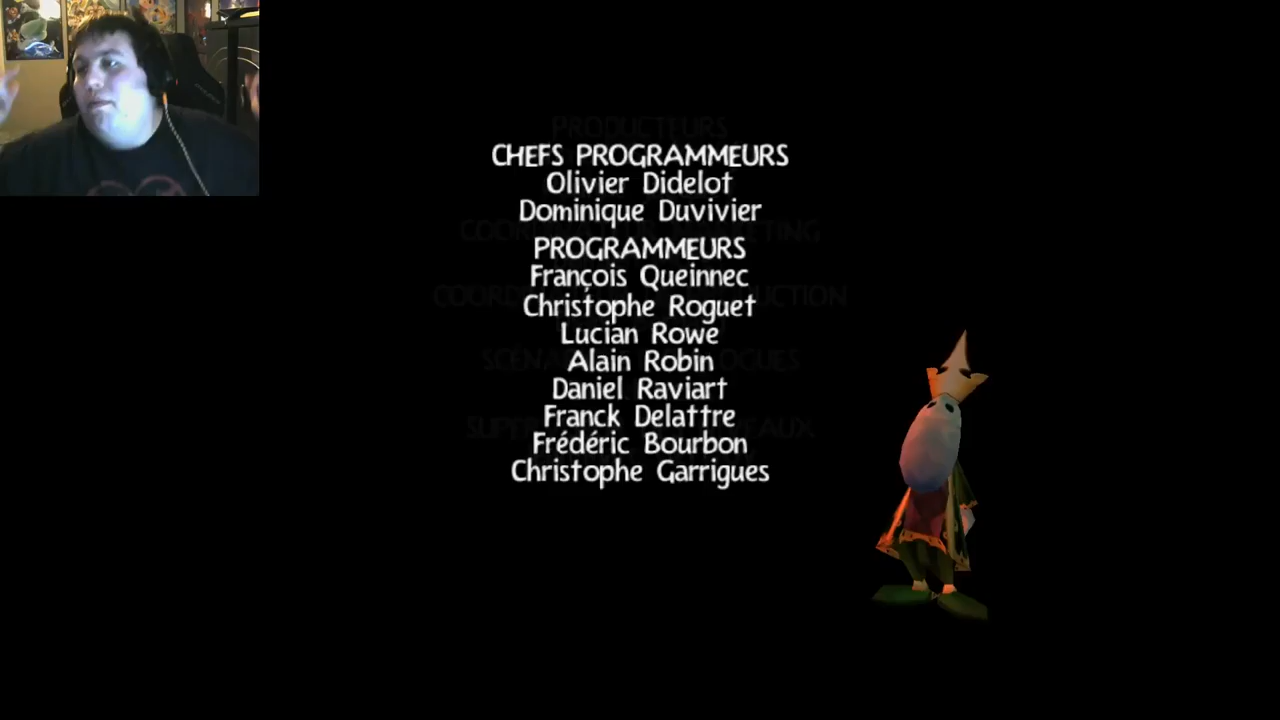 PRODUCTEURS
CHEFS PROGRAMMEURS
Olivier Didelot
Dominique Duvivier
PROGRAMMEURS
François Queinnec
Christophe Roguet
Lucian Rowe
Alain Robin
Daniel Raviart
Franck Delattre
Frédéric Bourbon
Christophe Garrigues